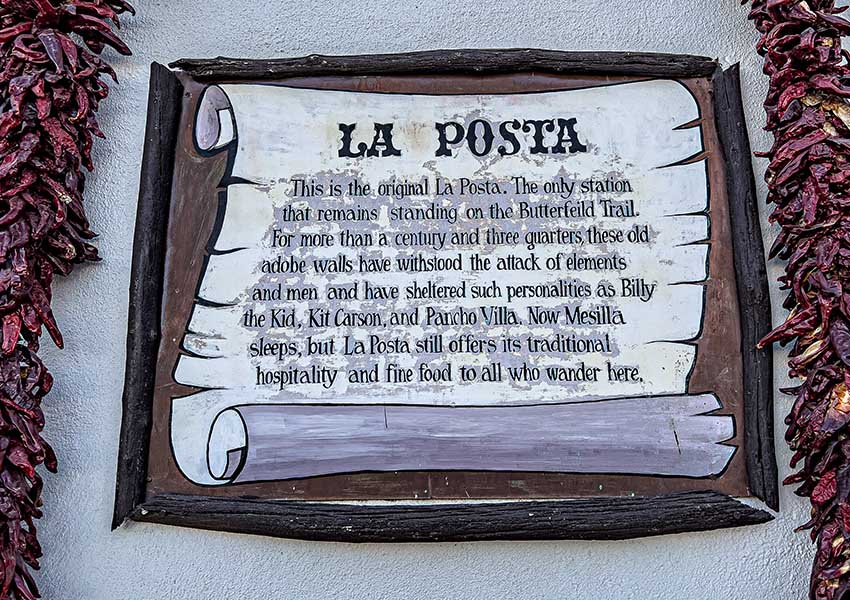 LA POSTA
This is the original La Posta. The only station
that remains standing on the Butterfeild Trail.
For more than a century and three quarters, these old
adobe walls have withstood the attack of elements
and men and have sheltered such personalities as Billy
the Kid, Kit Carson, and Pancho Villa. Now Mesilla
sleeps, but La Posta still offers its traditional
hospitality and fine food to all who wander here.